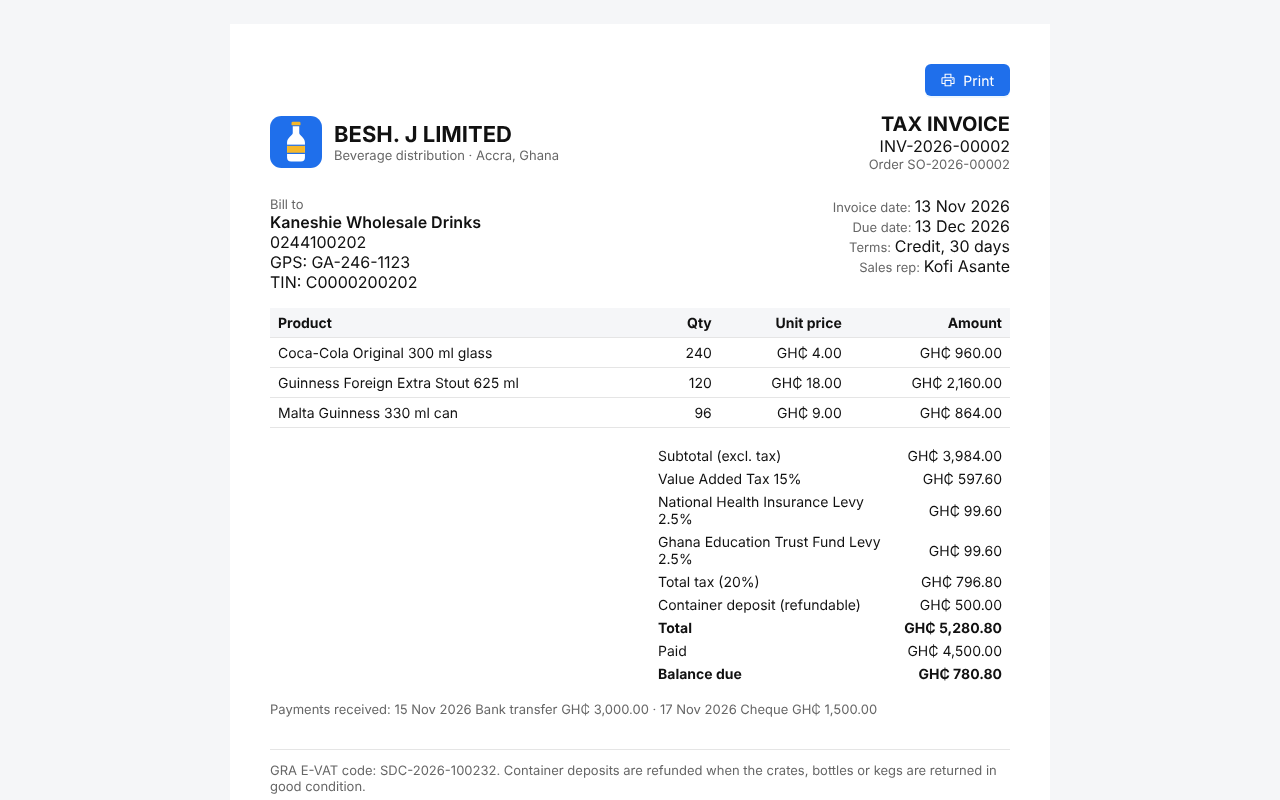 Print
BESH. J LIMITED
Beverage distribution · Accra, Ghana
TAX INVOICE
INV-2026-00002
Order SO-2026-00002
Bill to
Kaneshie Wholesale Drinks
0244100202
GPS: GA-246-1123
TIN: C0000200202
Invoice date: 13 Nov 2026
Due date: 13 Dec 2026
Terms: Credit, 30 days
Sales rep: Kofi Asante
Product Qty Unit price Amount
Coca-Cola Original 300 ml glass 240 GH₵ 4.00 GH₵ 960.00
Guinness Foreign Extra Stout 625 ml 120 GH₵ 18.00 GH₵ 2,160.00
Malta Guinness 330 ml can 96 GH₵ 9.00 GH₵ 864.00
Subtotal (excl. tax) GH₵ 3,984.00
Value Added Tax 15% GH₵ 597.60
National Health Insurance Levy
2.5% GH₵ 99.60
Ghana Education Trust Fund Levy
2.5% GH₵ 99.60
Total tax (20%) GH₵ 796.80
Container deposit (refundable) GH₵ 500.00
Total GH₵ 5,280.80
Paid GH₵ 4,500.00
Balance due GH₵ 780.80
Payments received: 15 Nov 2026 Bank transfer GH₵ 3,000.00 · 17 Nov 2026 Cheque GH₵ 1,500.00
GRA E-VAT code: SDC-2026-100232. Container deposits are refunded when the crates, bottles or kegs are returned in
good condition.